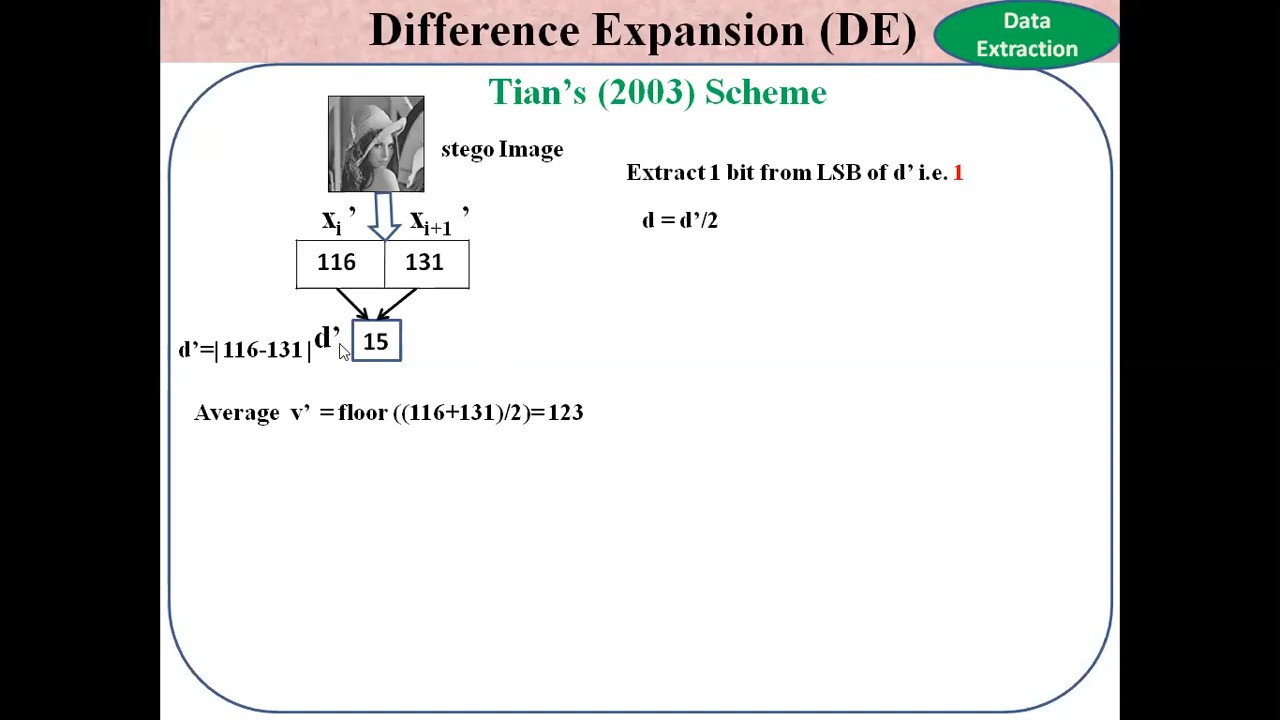 Difference Expansion (DE)
Data
Extraction
Tian’s (2003) Scheme
stego Image
Extract 1 bit from LSB of d’ i.e. 1
d = d’/2
xi ’ xi+1 ’
116 131
d’=|116-131| d’ 15
Average v’ = floor ((116+131)/2)= 123